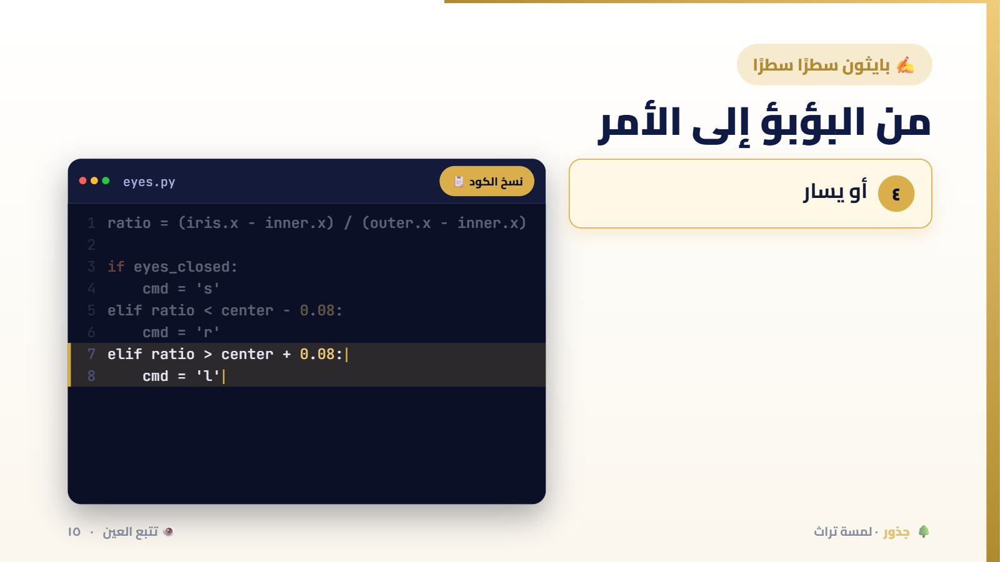 ✍️ بايثون سطرًا سطرًا
من البؤبؤ إلى الأمر
٤ أو يسار
eyes.py
نسخ الكود 📋
1 ratio = (iris.x - inner.x) / (outer.x - inner.x)
2
3 if eyes_closed:
4     cmd = 's'
5 elif ratio < center - 0.08:
6     cmd = 'r'
7 elif ratio > center + 0.08:
8     cmd = 'l'
🌳 جذور · لمسة تراث
👁️ تتبع العين · ١٥